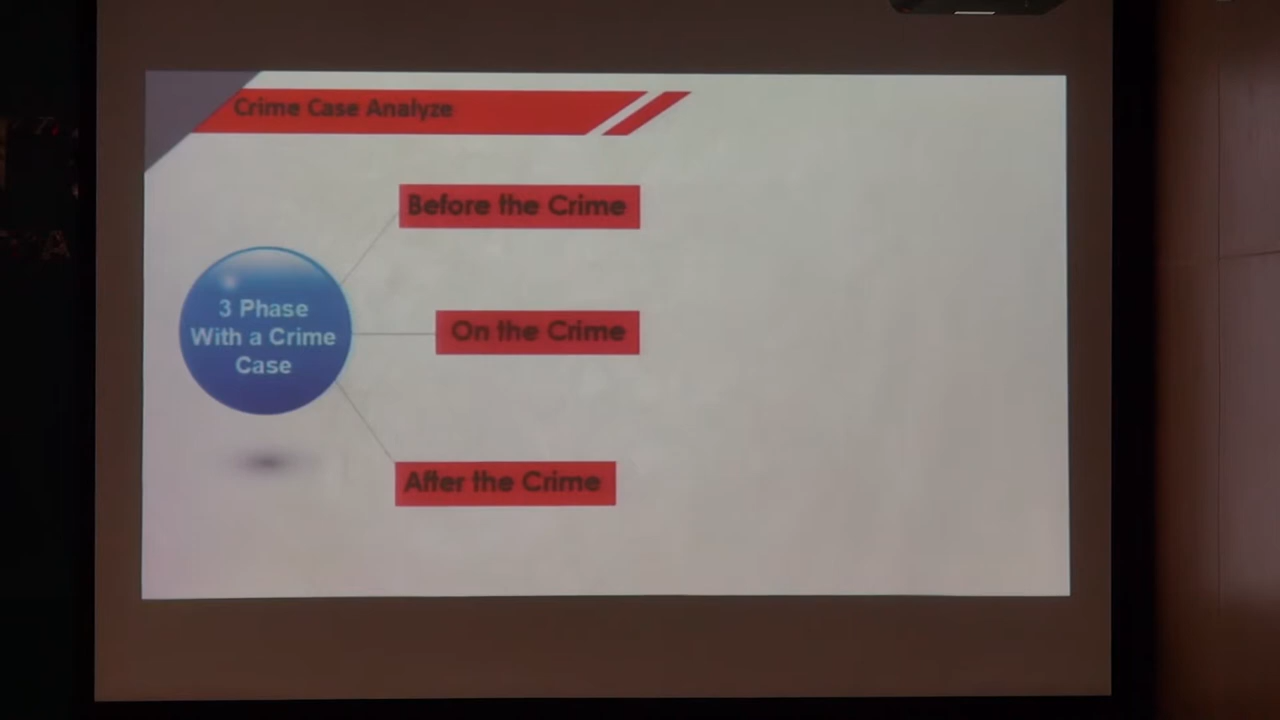 Crime Case Analyze
Before the Crime
3 Phase
With a Crime
Case
On the Crime
After the Crime